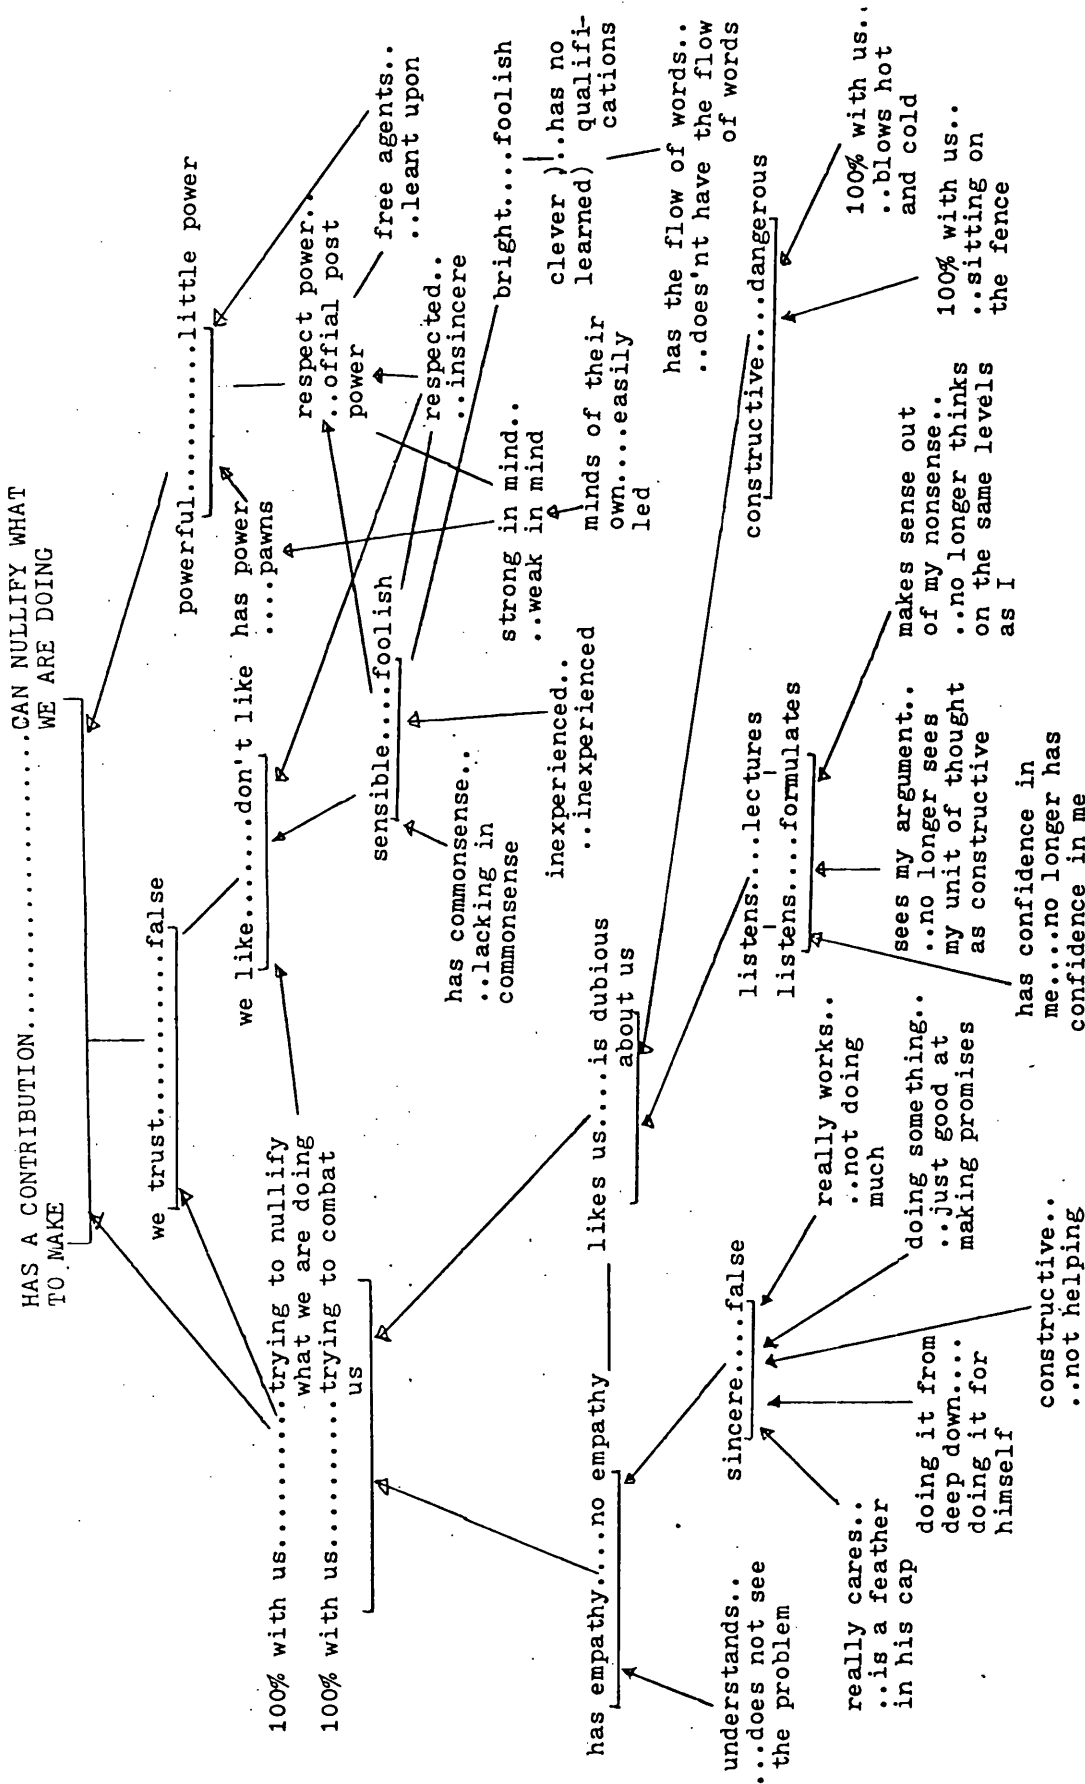 HAS A CONTRIBUTION..........................CAN NULLIFY WHAT
TO MAKE
WE ARE DOING
we trust............false
powerful..........little power
we like.......don't like
has power
....pawns
100% with us...........trying to nullify
what we are doing
100% with us...........trying to combat
us
respect power..
..offial post
power
free agents..
..leant upon
sensible....foolish
respected..
..insincere
has commonsense..
..lacking in
commonsense
strong in mind..
..weak in mind
bright....foolish
inexperienced..
..inexperienced
minds of their
own.....easily
led
clever )..has no
learned) qualifi-
cations
has empathy....no empathy
likes us....is dubious
about us
has the flow of words..
..does'nt have the flow
of words
understands..
....does not see
the problem
sincere....false
listens....lectures
listens....formulates
constructive....dangerous
really works..
..not doing
much
100% with us..
..blows hot
and cold
really cares..
..is a feather
in his cap
doing it from
deep down....
doing it for
himself
doing something..
..just good at
making promises
sees my argument..
..no longer sees
my unit of thought
as constructive
makes sense out
of my nonsense..
..no longer thinks
on the same levels
as I
100% with us..
..sitting on
the fence
constructive..
..not helping
has confidence in
me....no longer has
confidence in me